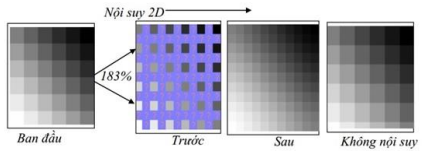 Nội suy 2D
183%
Ban đầu
Trước
Sau
Không nội suy